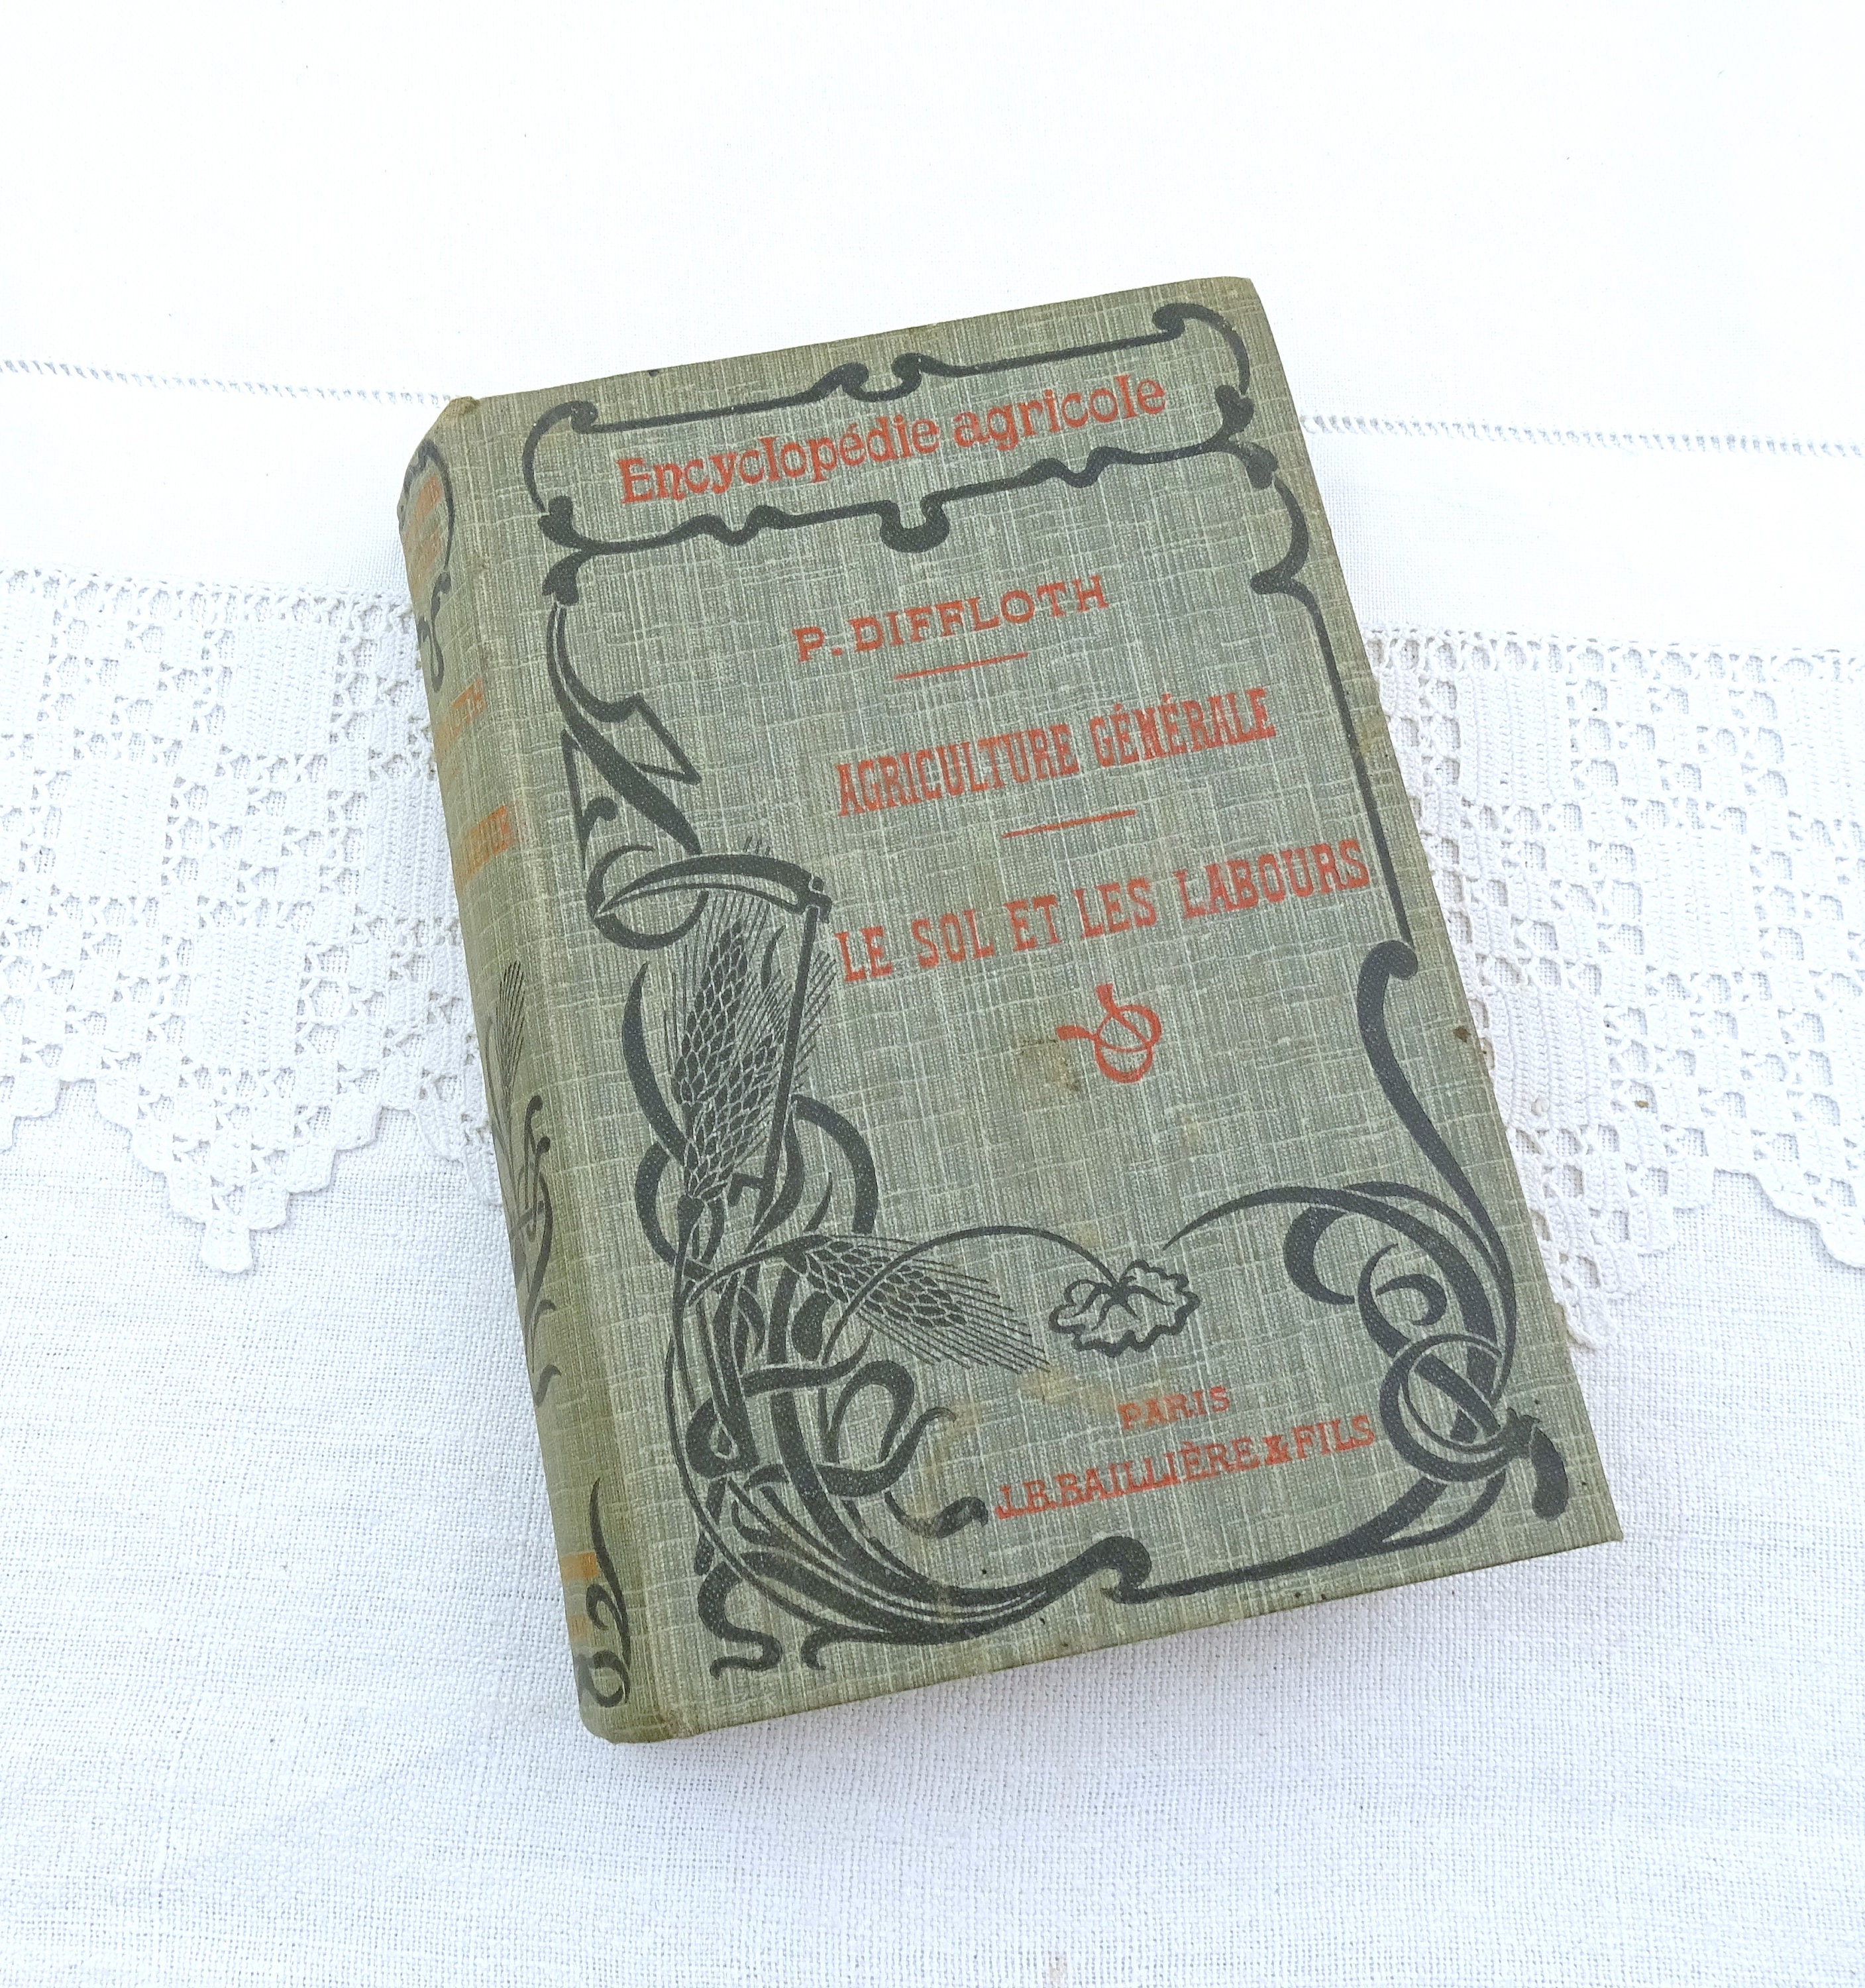 Encyclopédie agricole
P. DIFFLOTH
AGRICULTURE GÉNÉRALE
LE SOL ET LES LABOURS
PARIS
J.B. BAILLIÈRE & FILS